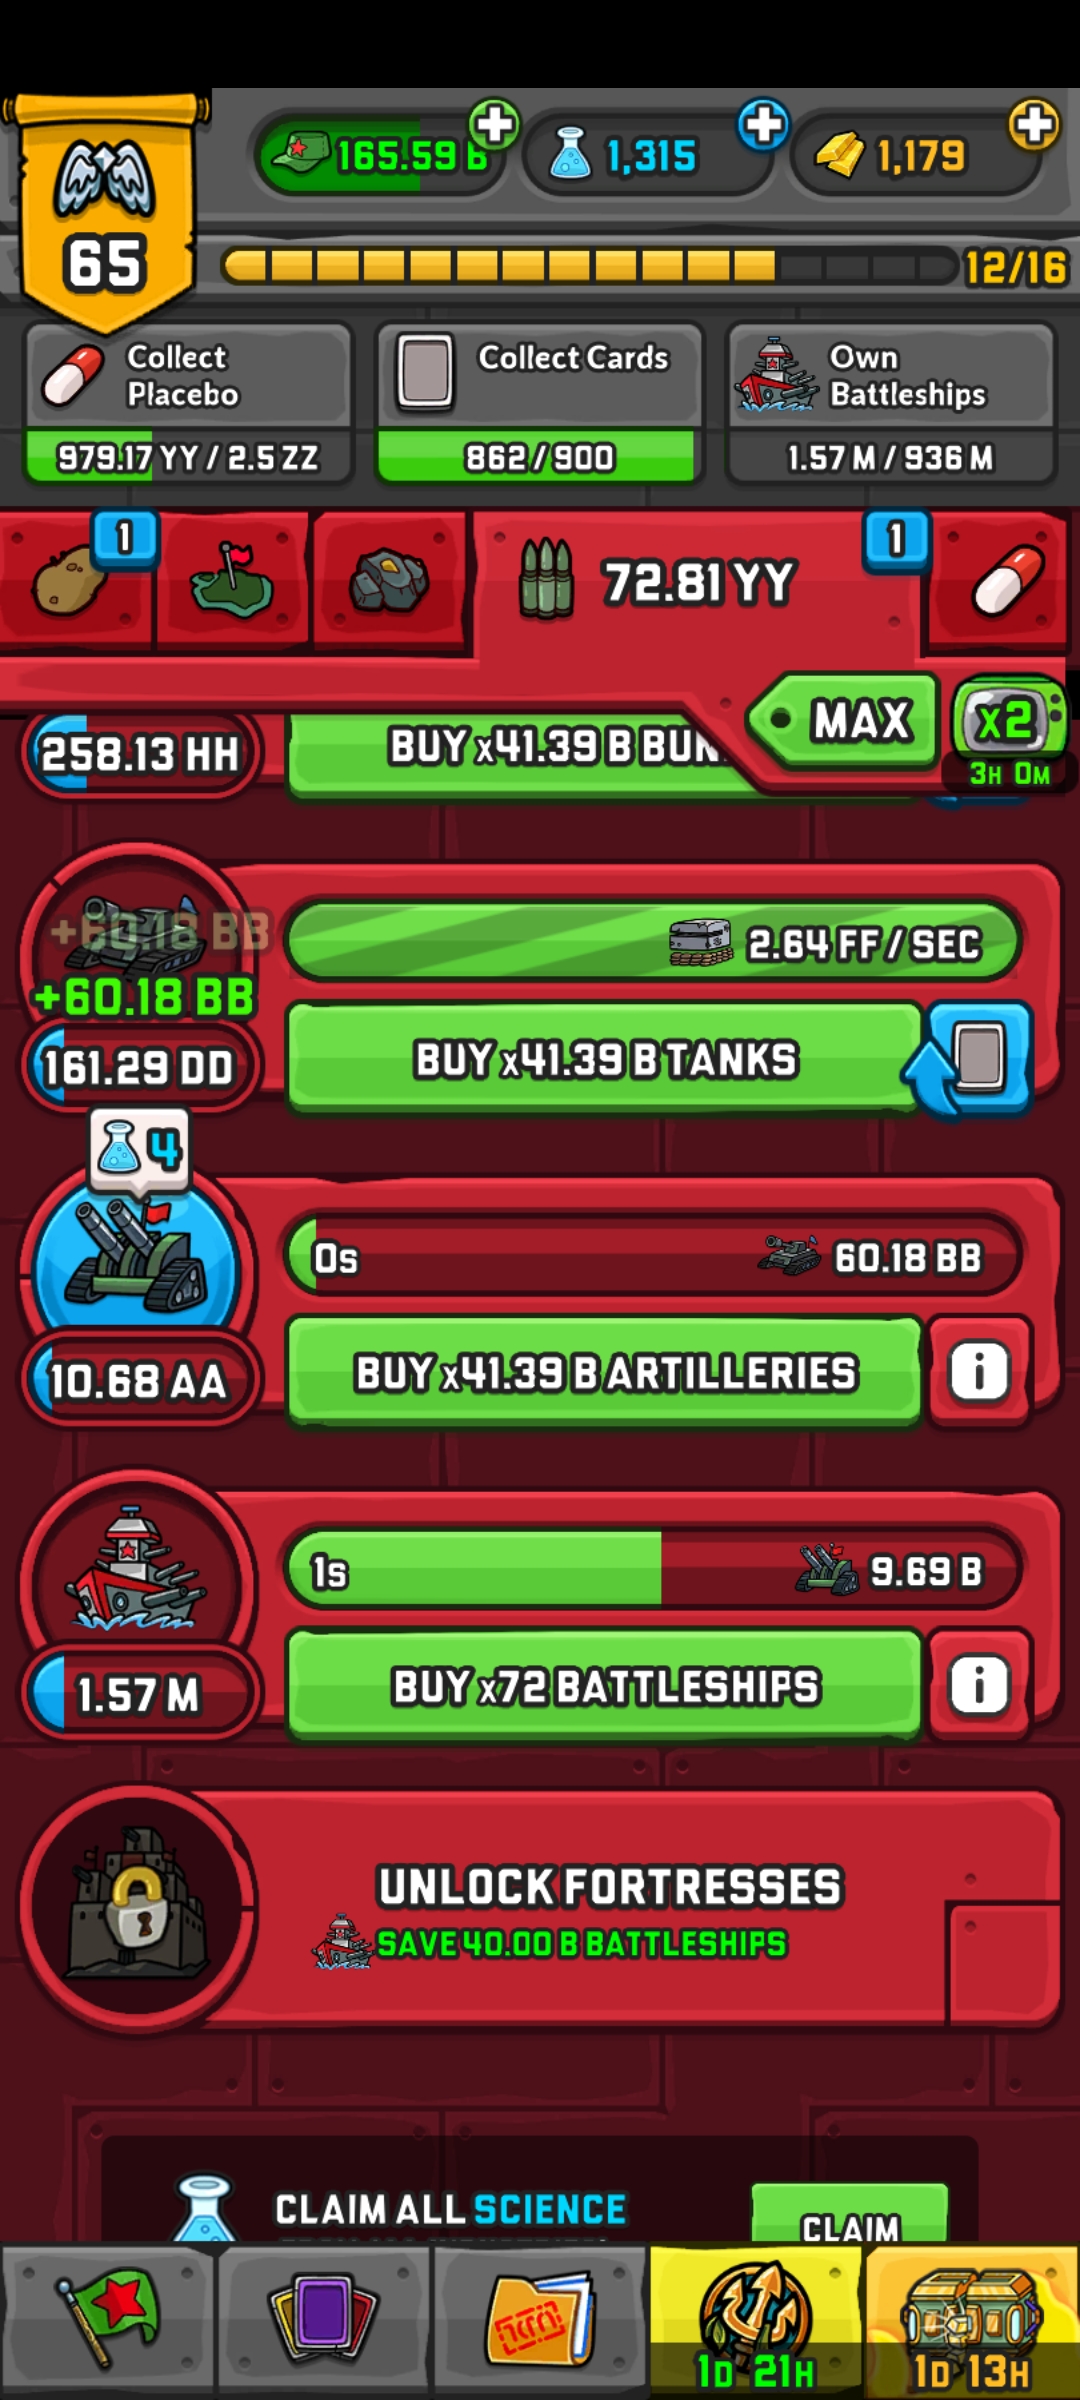 165.59 B
1,315
1,179
65
12/16
Collect
Placebo
979.17 YY / 2.5 ZZ
Collect Cards
862/900
Own
Battleships
1.57 M / 936 M
1
72.81 YY
1
MAX
x2
3H 0M
258.13 HH
BUY x41.39 B BUN
+60.18 BB
+60.18 BB
2.64 FF / SEC
161.29 DD
BUY x41.39 B TANKS
4
0s
60.18 BB
10.68 AA
BUY x41.39 B ARTILLERIES
i
1s
9.69 B
1.57 M
BUY x72 BATTLESHIPS
i
UNLOCK FORTRESSES
SAVE 40.00 B BATTLESHIPS
CLAIM ALL SCIENCE
CLAIM
1D 21H
1D 13H